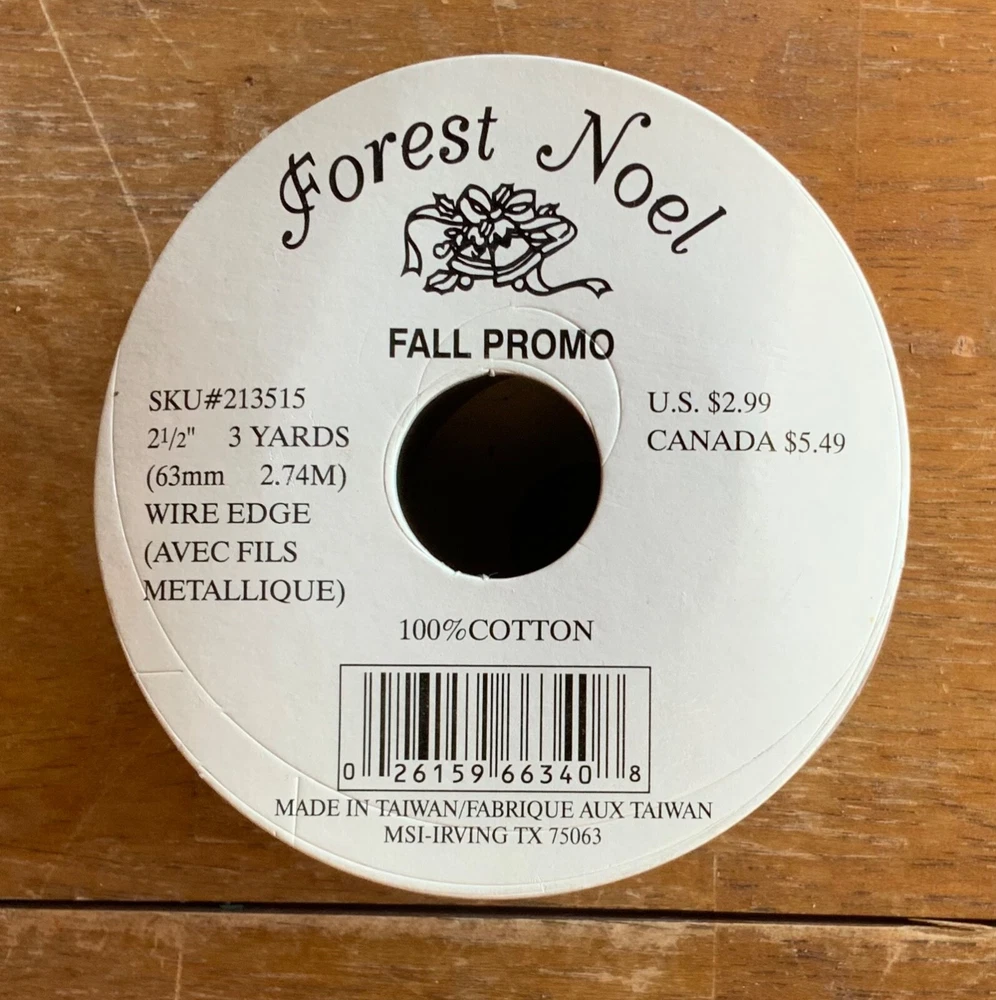 Forest Noel
FALL PROMO
SKU#213515
2 1/2" 3 YARDS
(63mm 2.74M)
WIRE EDGE
(AVEC FILS
METALLIQUE)
U.S. $2.99
CANADA $5.49
100%COTTON
0 26159 66340 8
MADE IN TAIWAN/FABRIQUE AUX TAIWAN
MSI-IRVING TX 75063